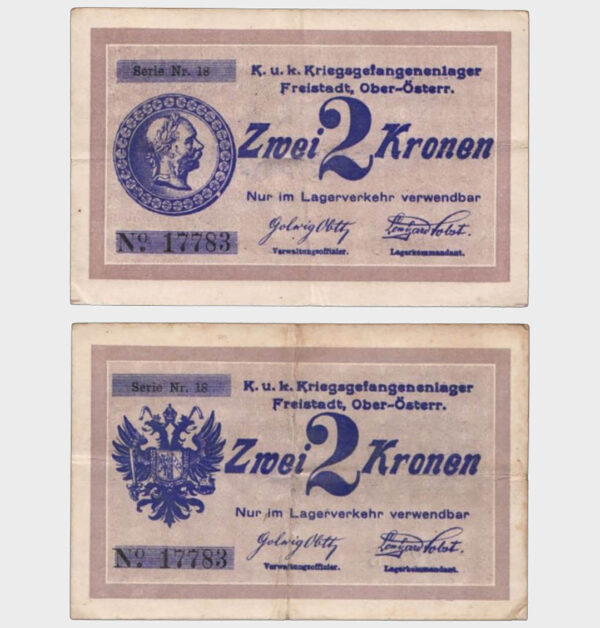 Serie Nr. 18
K. u. k. Kriegsgefangenenlager
Freistadt, Ober-Österr.
Zwei 2 Kronen
Nur im Lagerverkehr verwendbar
Verwaltungsoffizier. Lagerkommandant.
No 17783
Serie Nr. 18
K. u. k. Kriegsgefangenenlager
Freistadt, Ober-Österr.
Zwei 2 Kronen
Nur im Lagerverkehr verwendbar
Verwaltungsoffizier. Lagerkommandant.
No 17783